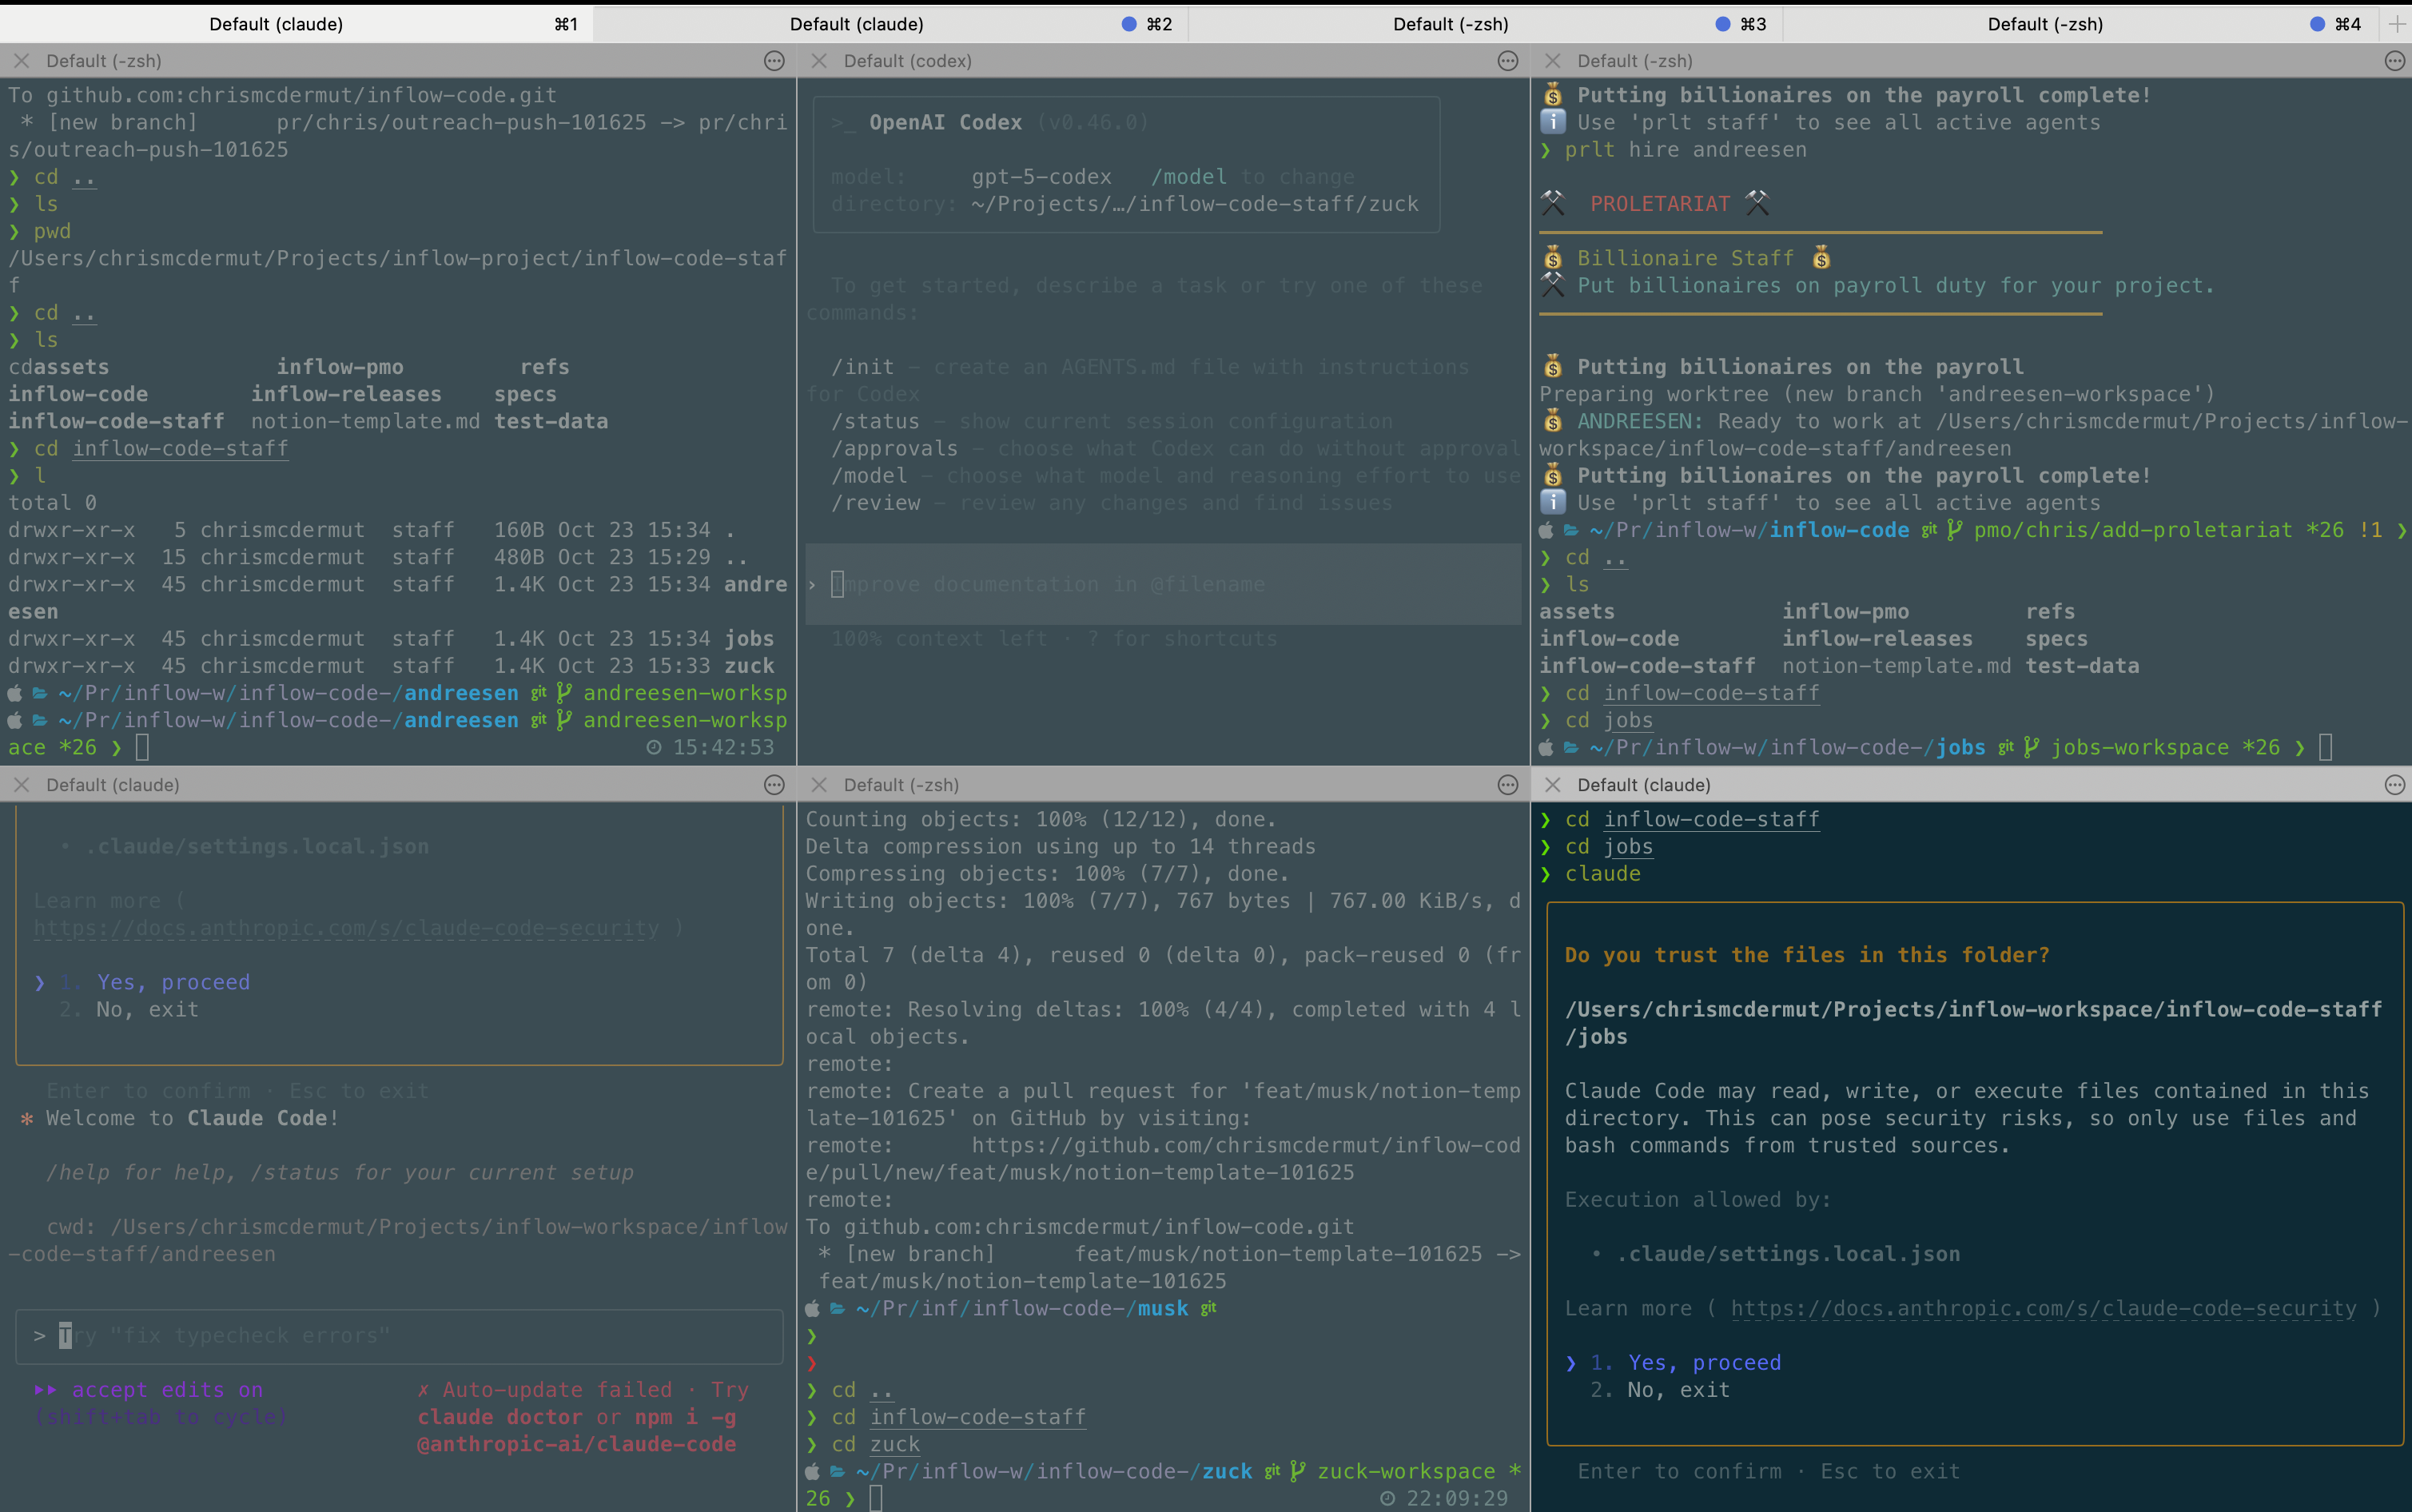 Default (claude) ⌘1
Default (claude) ⌘2
Default (-zsh) ⌘3
Default (-zsh) ⌘4
Default (-zsh)
To github.com:chrismcdermut/inflow-code.git
 * [new branch]      pr/chris/outreach-push-101625 -> pr/chri
s/outreach-push-101625
❯ cd ..
❯ ls
❯ pwd
/Users/chrismcdermut/Projects/inflow-project/inflow-code-staf
f
❯ cd ..
❯ ls
cdassets             inflow-pmo         refs
inflow-code        inflow-releases    specs
inflow-code-staff  notion-template.md test-data
❯ cd inflow-code-staff
❯ l
total 0
drwxr-xr-x   5 chrismcdermut  staff   160B Oct 23 15:34 .
drwxr-xr-x  15 chrismcdermut  staff   480B Oct 23 15:29 ..
drwxr-xr-x  45 chrismcdermut  staff   1.4K Oct 23 15:34 andre
esen
drwxr-xr-x  45 chrismcdermut  staff   1.4K Oct 23 15:34 jobs
drwxr-xr-x  45 chrismcdermut  staff   1.4K Oct 23 15:33 zuck
~/Pr/inflow-w/inflow-code-/andreesen git andreesen-worksp
~/Pr/inflow-w/inflow-code-/andreesen git andreesen-worksp
ace *26 ❯ 15:42:53
Default (codex)
>_ OpenAI Codex (v0.46.0)
model:     gpt-5-codex   /model to change
directory: ~/Projects/…/inflow-code-staff/zuck
To get started, describe a task or try one of these
commands:
/init - create an AGENTS.md file with instructions
for Codex
/status - show current session configuration
/approvals - choose what Codex can do without approval
/model - choose what model and reasoning effort to use
/review - review any changes and find issues
› Improve documentation in @filename
100% context left · ? for shortcuts
Default (-zsh)
💰 Putting billionaires on the payroll complete!
ℹ️ Use 'prlt staff' to see all active agents
❯ prlt hire andreesen
⚒️ PROLETARIAT ⚒️
💰 Billionaire Staff 💰
⚒️ Put billionaires on payroll duty for your project.
💰 Putting billionaires on the payroll
Preparing worktree (new branch 'andreesen-workspace')
💰 ANDREESEN: Ready to work at /Users/chrismcdermut/Projects/inflow-
workspace/inflow-code-staff/andreesen
💰 Putting billionaires on the payroll complete!
ℹ️ Use 'prlt staff' to see all active agents
~/Pr/inflow-w/inflow-code git pmo/chris/add-proletariat *26 !1 ❯
❯ cd ..
❯ ls
assets             inflow-pmo         refs
inflow-code        inflow-releases    specs
inflow-code-staff  notion-template.md test-data
❯ cd inflow-code-staff
❯ cd jobs
~/Pr/inflow-w/inflow-code-/jobs git jobs-workspace *26 ❯
Default (claude)
• .claude/settings.local.json
Learn more (
https://docs.anthropic.com/s/claude-code-security )
❯ 1. Yes, proceed
2. No, exit
Enter to confirm · Esc to exit
✻ Welcome to Claude Code!
/help for help, /status for your current setup
cwd: /Users/chrismcdermut/Projects/inflow-workspace/inflow
-code-staff/andreesen
> Try "fix typecheck errors"
⏵⏵ accept edits on
(shift+tab to cycle)
✗ Auto-update failed · Try
claude doctor or npm i -g
@anthropic-ai/claude-code
Default (-zsh)
Counting objects: 100% (12/12), done.
Delta compression using up to 14 threads
Compressing objects: 100% (7/7), done.
Writing objects: 100% (7/7), 767 bytes | 767.00 KiB/s, d
one.
Total 7 (delta 4), reused 0 (delta 0), pack-reused 0 (fr
om 0)
remote: Resolving deltas: 100% (4/4), completed with 4 l
ocal objects.
remote:
remote: Create a pull request for 'feat/musk/notion-temp
late-101625' on GitHub by visiting:
remote:      https://github.com/chrismcdermut/inflow-cod
e/pull/new/feat/musk/notion-template-101625
remote:
To github.com:chrismcdermut/inflow-code.git
 * [new branch]      feat/musk/notion-template-101625 ->
 feat/musk/notion-template-101625
~/Pr/inf/inflow-code-/musk git
❯
❯
❯ cd ..
❯ cd inflow-code-staff
❯ cd zuck
~/Pr/inflow-w/inflow-code-/zuck git zuck-workspace *
26 ❯ 22:09:29
Default (claude)
❯ cd inflow-code-staff
❯ cd jobs
❯ claude
Do you trust the files in this folder?
/Users/chrismcdermut/Projects/inflow-workspace/inflow-code-staff
/jobs
Claude Code may read, write, or execute files contained in this
directory. This can pose security risks, so only use files and
bash commands from trusted sources.
Execution allowed by:
• .claude/settings.local.json
Learn more ( https://docs.anthropic.com/s/claude-code-security )
❯ 1. Yes, proceed
2. No, exit
Enter to confirm · Esc to exit